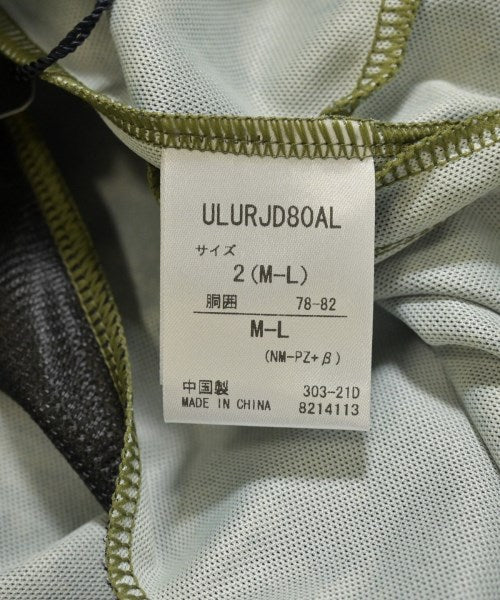 ULURJD80AL
サイズ
2(M-L)
胴囲 78-82
M-L
(NM-PZ+β)
中国製 303-21D
MADE IN CHINA 8214113